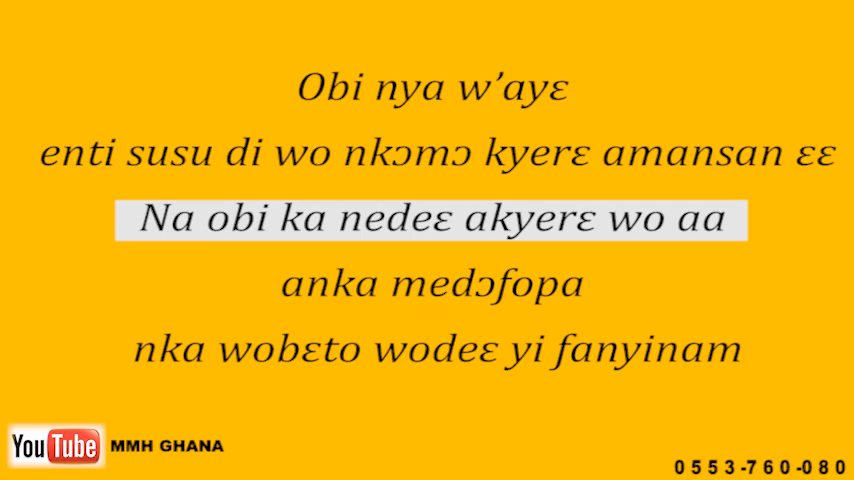 Obi nya w'ayɛ
enti susu di wo nkɔmɔ kyerɛ amansan ɛɛ
Na obi ka nedeɛ akyerɛ wo aa
anka medɔfopa
nka wobɛto wodeɛ yi fanyinam
YouTube MMH GHANA
0553-760-080